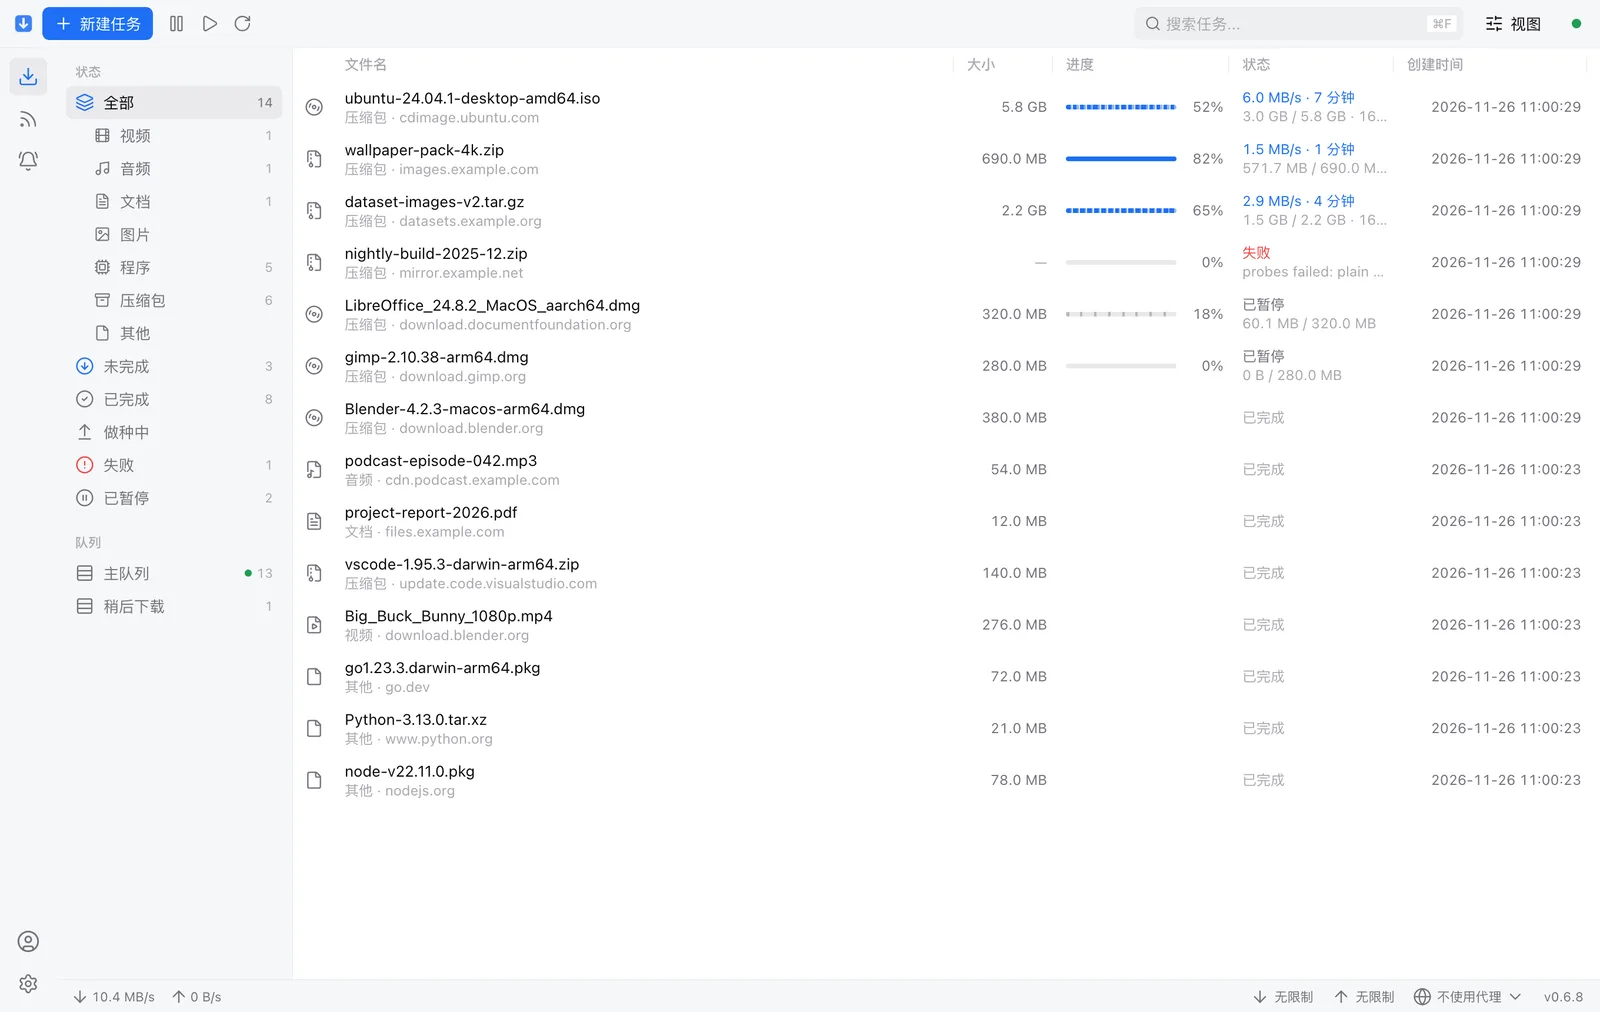 新建任务
搜索任务...
⌘F
视图
状态
全部 14
视频 1
音频 1
文档 1
图片
程序 5
压缩包 6
其他
未完成 3
已完成 8
做种中
失败 1
已暂停 2
队列
主队列 13
稍后下载 1
文件名 大小 进度 状态 创建时间
ubuntu-24.04.1-desktop-amd64.iso
压缩包 · cdimage.ubuntu.com
5.8 GB 52%
6.0 MB/s · 7 分钟
3.0 GB / 5.8 GB · 16...
2026-11-26 11:00:29
wallpaper-pack-4k.zip
压缩包 · images.example.com
690.0 MB 82%
1.5 MB/s · 1 分钟
571.7 MB / 690.0 M...
2026-11-26 11:00:29
dataset-images-v2.tar.gz
压缩包 · datasets.example.org
2.2 GB 65%
2.9 MB/s · 4 分钟
1.5 GB / 2.2 GB · 16...
2026-11-26 11:00:29
nightly-build-2025-12.zip
压缩包 · mirror.example.net
— 0%
失败
probes failed: plain ...
2026-11-26 11:00:29
LibreOffice_24.8.2_MacOS_aarch64.dmg
压缩包 · download.documentfoundation.org
320.0 MB 18%
已暂停
60.1 MB / 320.0 MB
2026-11-26 11:00:29
gimp-2.10.38-arm64.dmg
压缩包 · download.gimp.org
280.0 MB 0%
已暂停
0 B / 280.0 MB
2026-11-26 11:00:29
Blender-4.2.3-macos-arm64.dmg
压缩包 · download.blender.org
380.0 MB 已完成 2026-11-26 11:00:29
podcast-episode-042.mp3
音频 · cdn.podcast.example.com
54.0 MB 已完成 2026-11-26 11:00:23
project-report-2026.pdf
文档 · files.example.com
12.0 MB 已完成 2026-11-26 11:00:23
vscode-1.95.3-darwin-arm64.zip
压缩包 · update.code.visualstudio.com
140.0 MB 已完成 2026-11-26 11:00:23
Big_Buck_Bunny_1080p.mp4
视频 · download.blender.org
276.0 MB 已完成 2026-11-26 11:00:23
go1.23.3.darwin-arm64.pkg
其他 · go.dev
72.0 MB 已完成 2026-11-26 11:00:23
Python-3.13.0.tar.xz
其他 · www.python.org
21.0 MB 已完成 2026-11-26 11:00:23
node-v22.11.0.pkg
其他 · nodejs.org
78.0 MB 已完成 2026-11-26 11:00:23
10.4 MB/s 0 B/s 无限制 无限制 不使用代理 v0.6.8